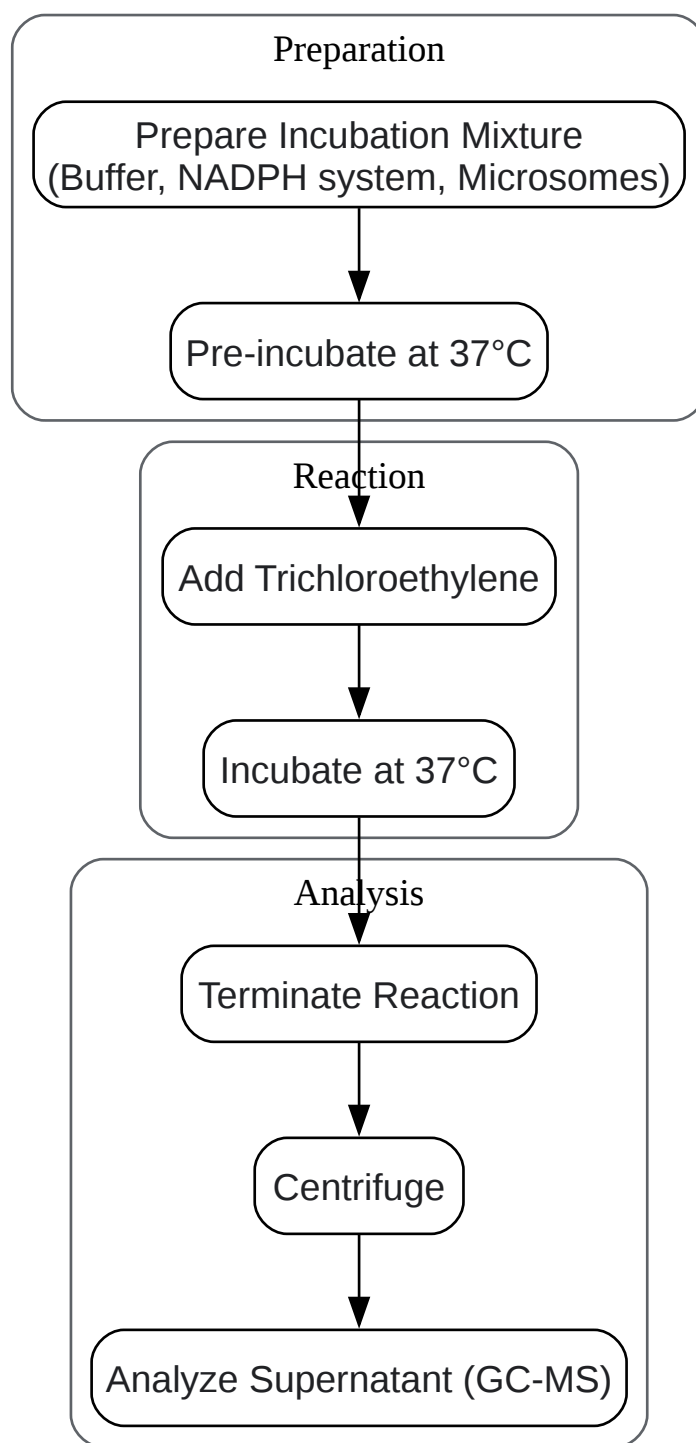 Preparation
Prepare Incubation Mixture
(Buffer, NADPH system, Microsomes)
Pre-incubate at 37°C
Reaction
Add Trichloroethylene
Incubate at 37°C
Analysis
Terminate Reaction
Centrifuge
Analyze Supernatant (GC-MS)